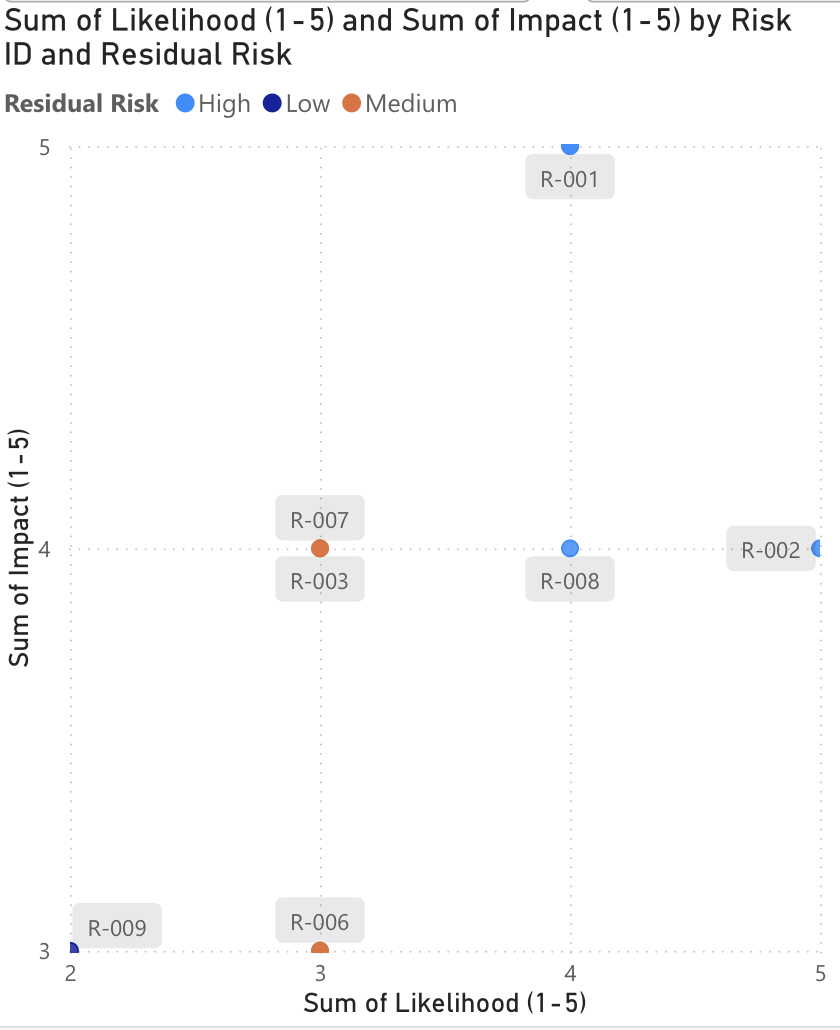 Sum of Likelihood (1-5) and Sum of Impact (1-5) by Risk
ID and Residual Risk
Residual Risk High Low Medium
5
R-001
Sum of Impact (1-5)
R-007
4
R-002
R-003
R-008
R-009
R-006
3
2 3 4 5
Sum of Likelihood (1-5)